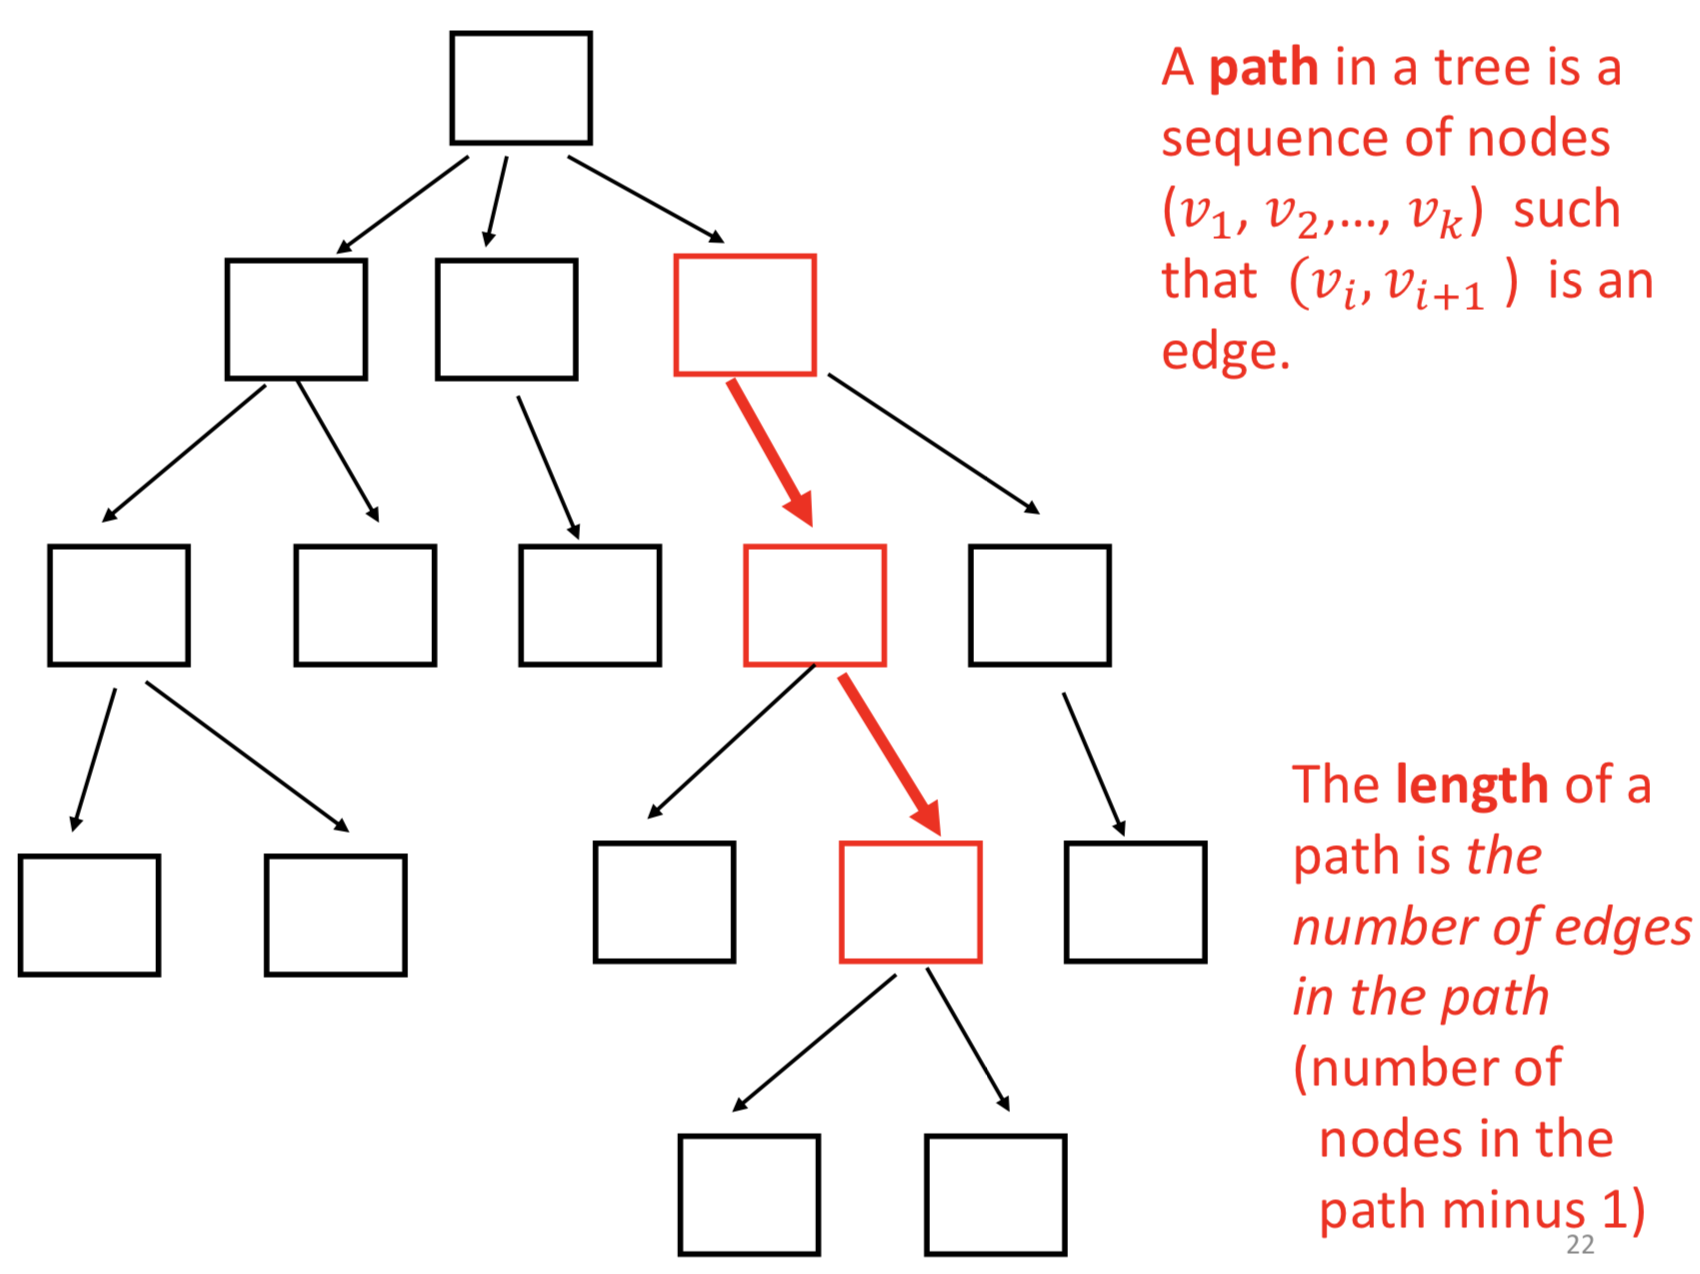 A path in a tree is a
sequence of nodes
(𝑣₁, 𝑣₂,…, 𝑣ₖ) such
that (𝑣ᵢ, 𝑣ᵢ₊₁ ) is an
edge.
The length of a
path is the
number of edges
in the path
(number of
nodes in the
path minus 1)
22